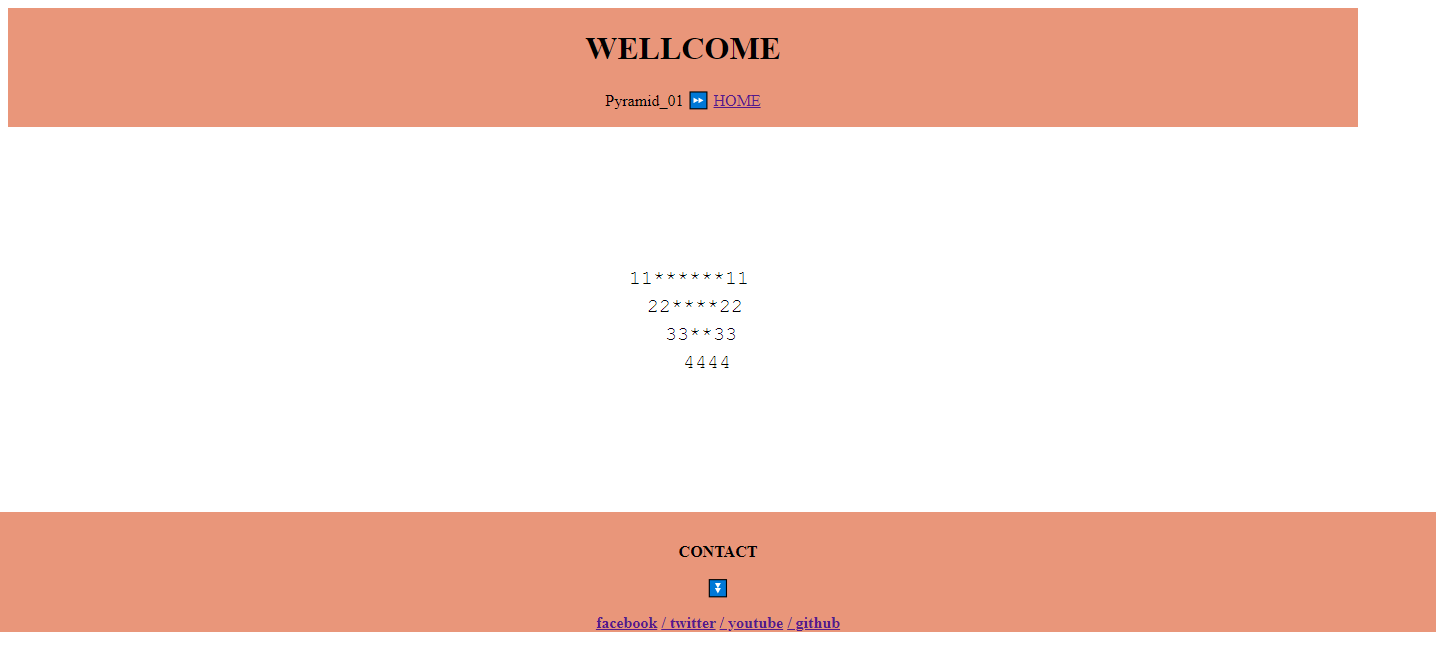 WELLCOME
Pyramid_01 ⏩ HOME
11******11
22****22
33**33
4444
CONTACT
⏬
facebook / twitter / youtube / github